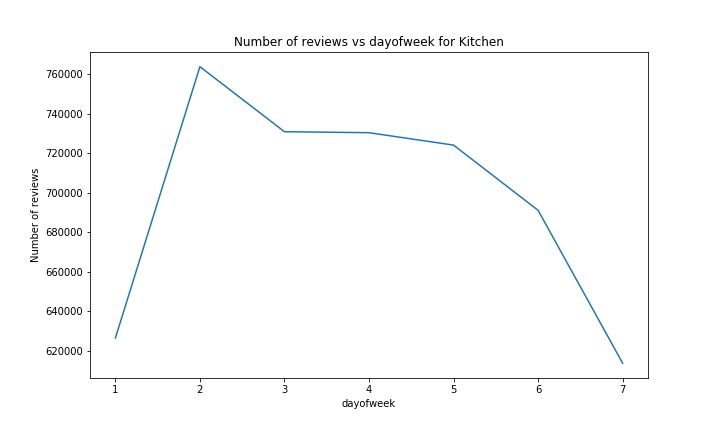 Number of reviews vs dayofweek for Kitchen
760000
740000
720000
700000
680000
660000
640000
620000
Number of reviews
1 2 3 4 5 6 7
dayofweek